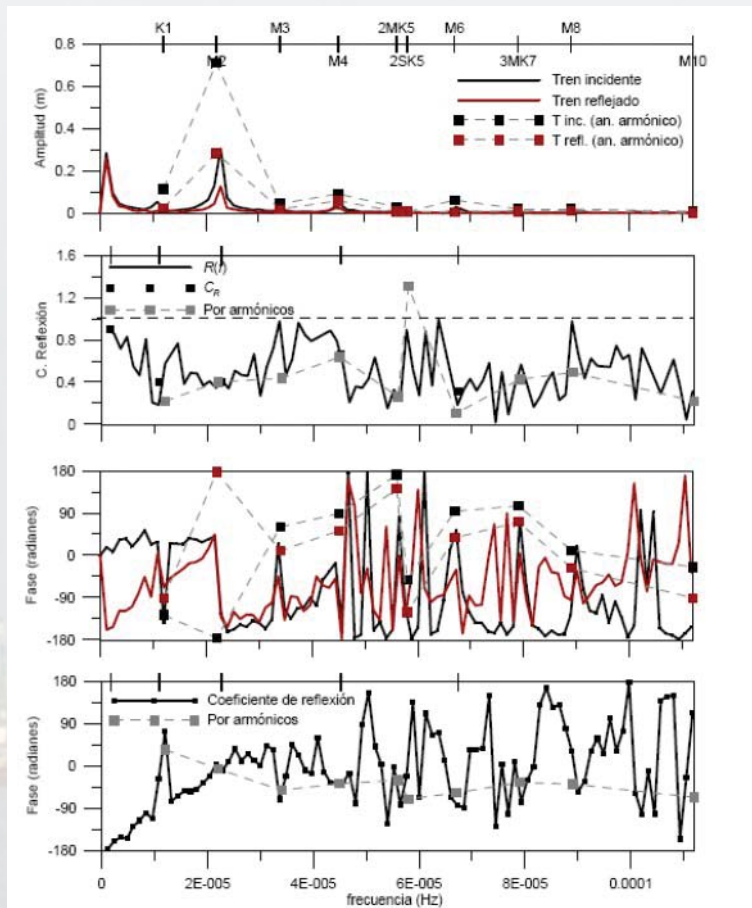 K1 M3 2MK5 M6 M8
M2 M4 2SK5 3MK7 M10
0.8
0.6
0.4
0.2
0
Amplitud (m)
Tren incidente
Tren reflejado
T inc. (an. armónico)
T refl. (an. armónico)
1.6
1.2
0.8
0.4
0
C. Reflexión
R(f)
C_R
Por armónicos
180
90
0
-90
-180
Fase (radianes)
180
90
0
-90
-180
Fase (radianes)
Coeficiente de reflexión
Por armónicos
0 2E-005 4E-005 6E-005 8E-005 0.0001
frecuencia (Hz)